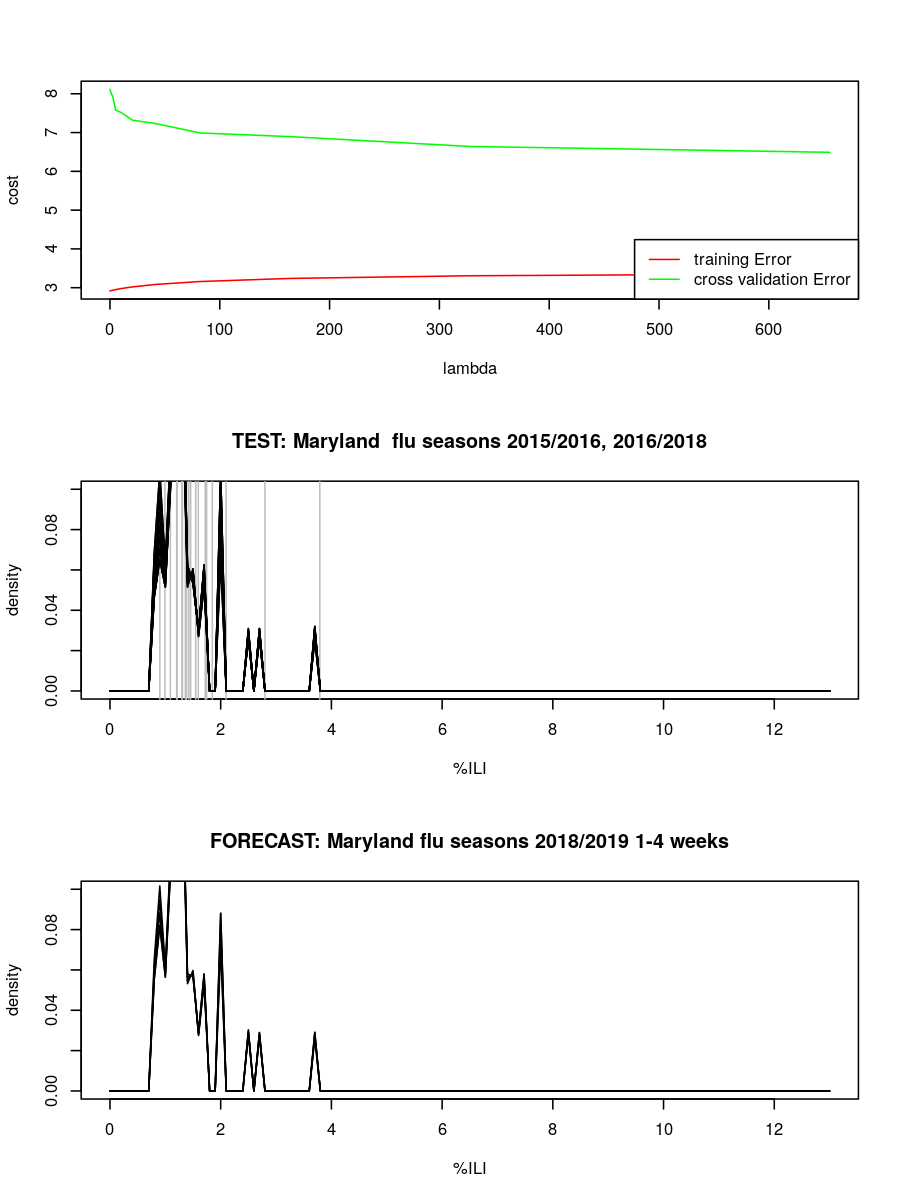 8
7
6
5
4
3
cost
training Error
cross validation Error
0 100 200 300 400 500 600
lambda
TEST: Maryland  flu seasons 2015/2016, 2016/2018
0.08
0.04
0.00
density
0 2 4 6 8 10 12
%ILI
FORECAST: Maryland flu seasons 2018/2019 1-4 weeks
0.08
0.04
0.00
density
0 2 4 6 8 10 12
%ILI